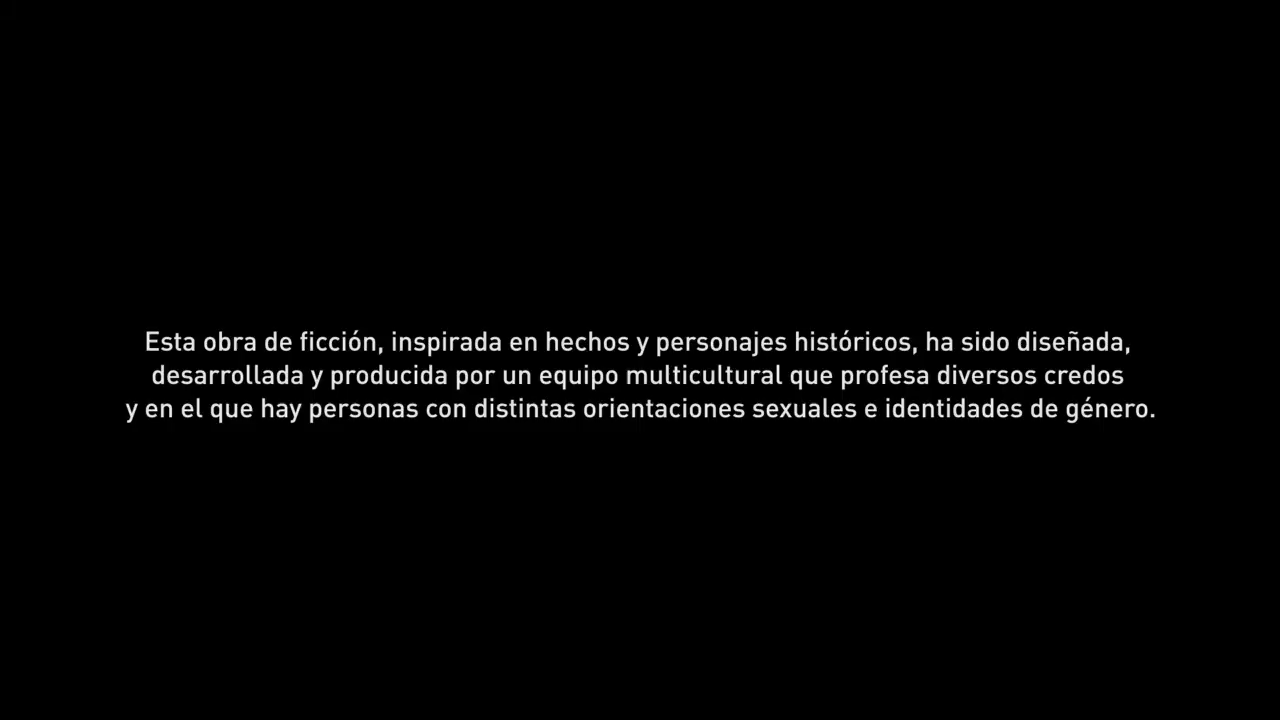 Esta obra de ficción, inspirada en hechos y personajes históricos, ha sido diseñada,
desarrollada y producida por un equipo multicultural que profesa diversos credos
y en el que hay personas con distintas orientaciones sexuales e identidades de género.